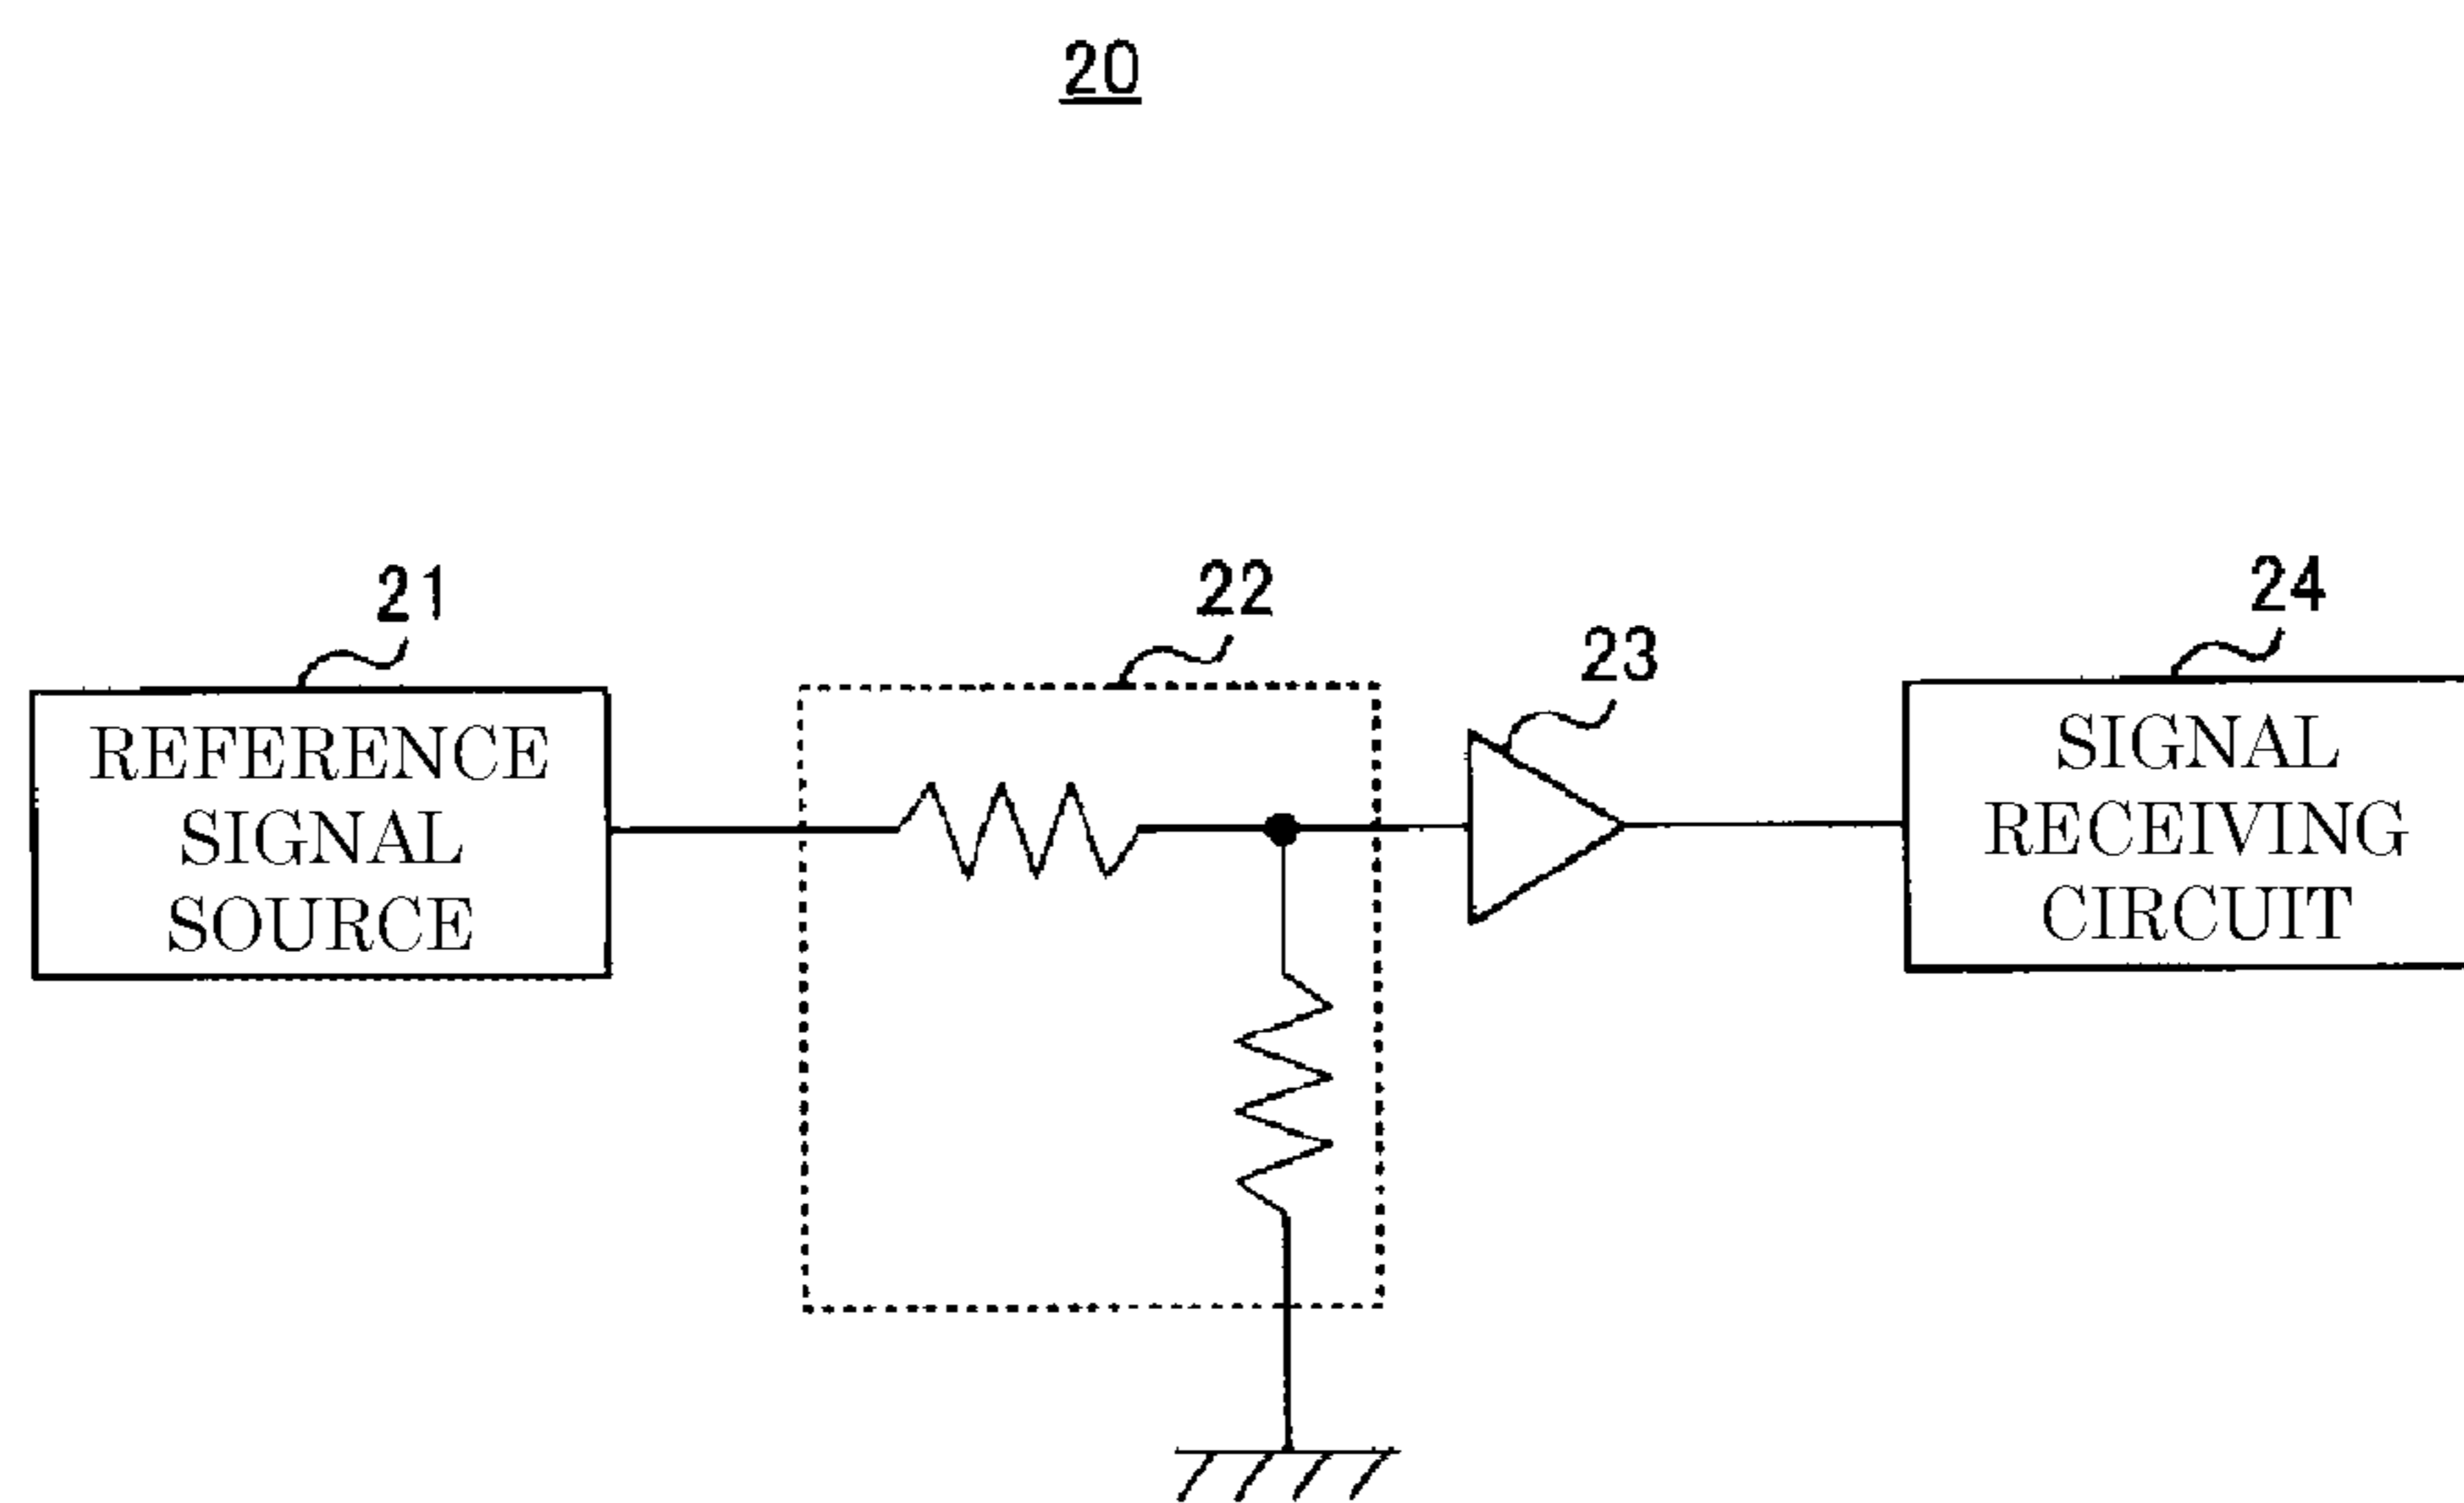 20
21
22
23
24
REFERENCE
SIGNAL
SOURCE
SIGNAL
RECEIVING
CIRCUIT